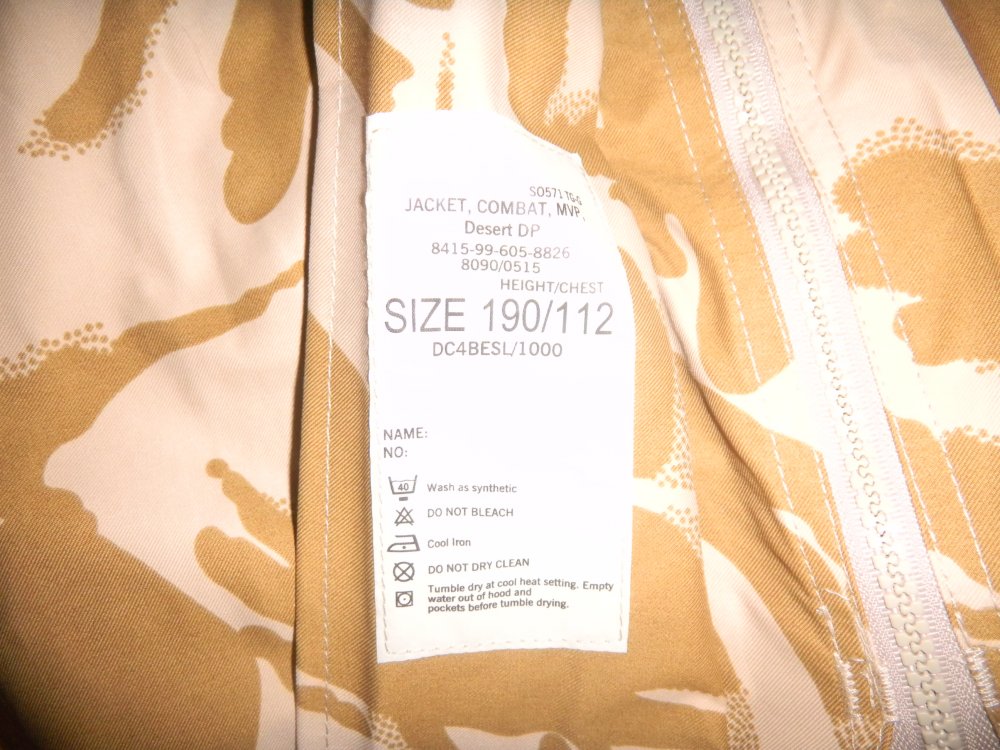 SO571 TG-G
JACKET, COMBAT, MVP,
Desert DP
8415-99-605-8826
8090/0515
HEIGHT/CHEST
SIZE 190/112
DC4BESL/1000
NAME:
NO:
40 Wash as synthetic
DO NOT BLEACH
Cool Iron
DO NOT DRY CLEAN
Tumble dry at cool heat setting. Empty
water out of hood and
pockets before tumble drying.